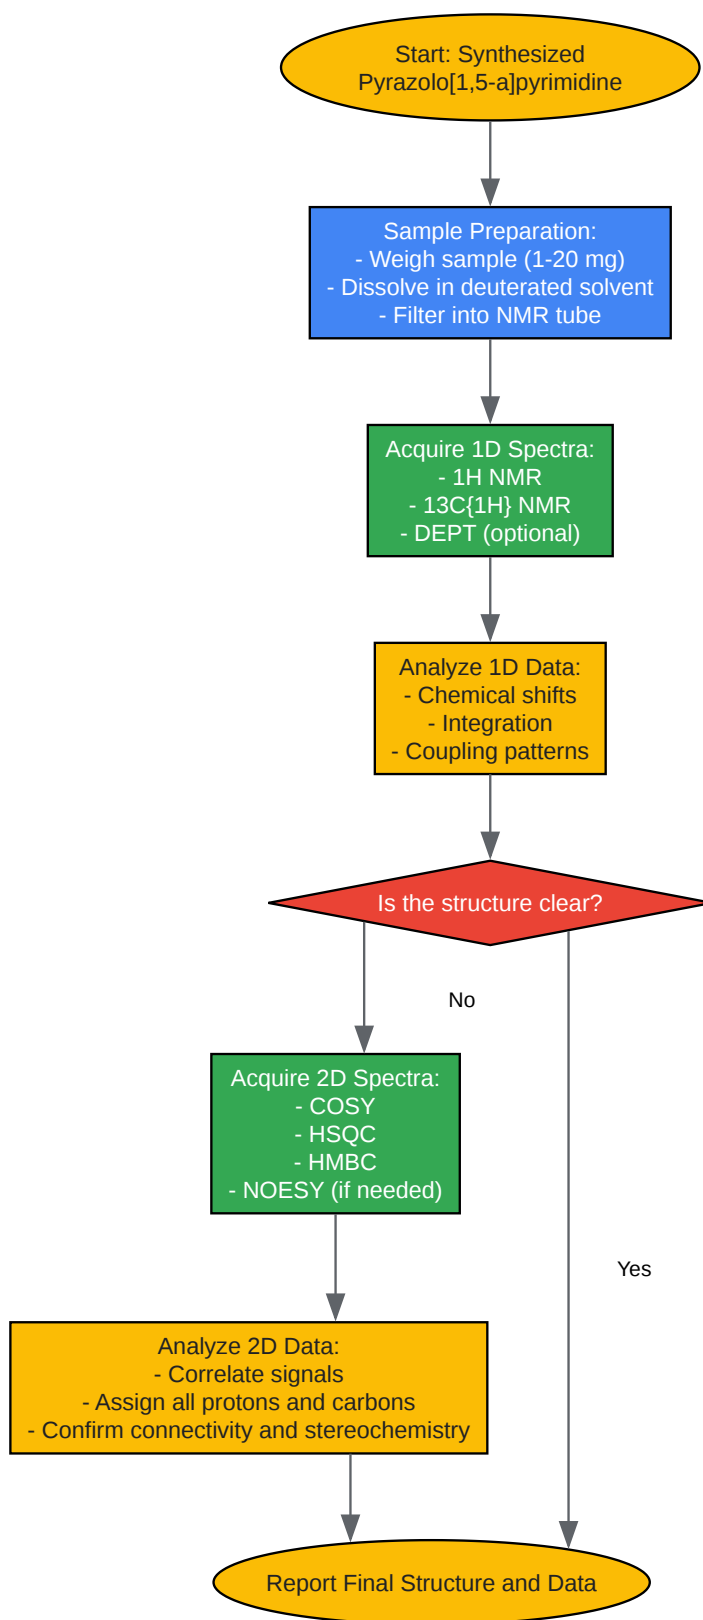 Start: Synthesized
Pyrazolo[1,5-a]pyrimidine
Sample Preparation:
- Weigh sample (1-20 mg)
- Dissolve in deuterated solvent
- Filter into NMR tube
Acquire 1D Spectra:
- 1H NMR
- 13C{1H} NMR
- DEPT (optional)
Analyze 1D Data:
- Chemical shifts
- Integration
- Coupling patterns
Is the structure clear?
No
Acquire 2D Spectra:
- COSY
- HSQC
- HMBC
- NOESY (if needed)
Yes
Analyze 2D Data:
- Correlate signals
- Assign all protons and carbons
- Confirm connectivity and stereochemistry
Report Final Structure and Data